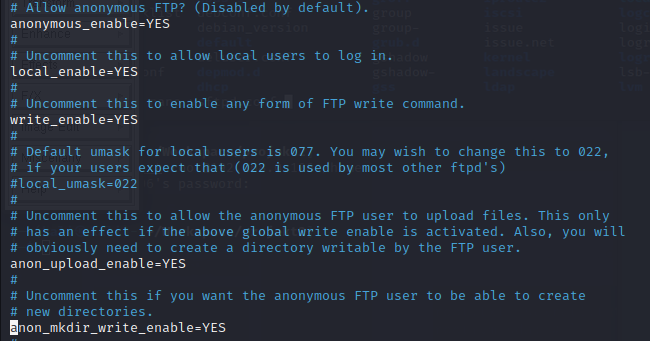 # Allow anonymous FTP? (Disabled by default).
anonymous_enable=YES
#
# Uncomment this to allow local users to log in.
local_enable=YES
#
# Uncomment this to enable any form of FTP write command.
write_enable=YES
#
# Default umask for local users is 077. You may wish to change this to 022,
# if your users expect that (022 is used by most other ftpd's)
#local_umask=022
#
# Uncomment this to allow the anonymous FTP user to upload files. This only
# has an effect if the above global write enable is activated. Also, you will
# obviously need to create a directory writable by the FTP user.
anon_upload_enable=YES
#
# Uncomment this if you want the anonymous FTP user to be able to create
# new directories.
anon_mkdir_write_enable=YES
#